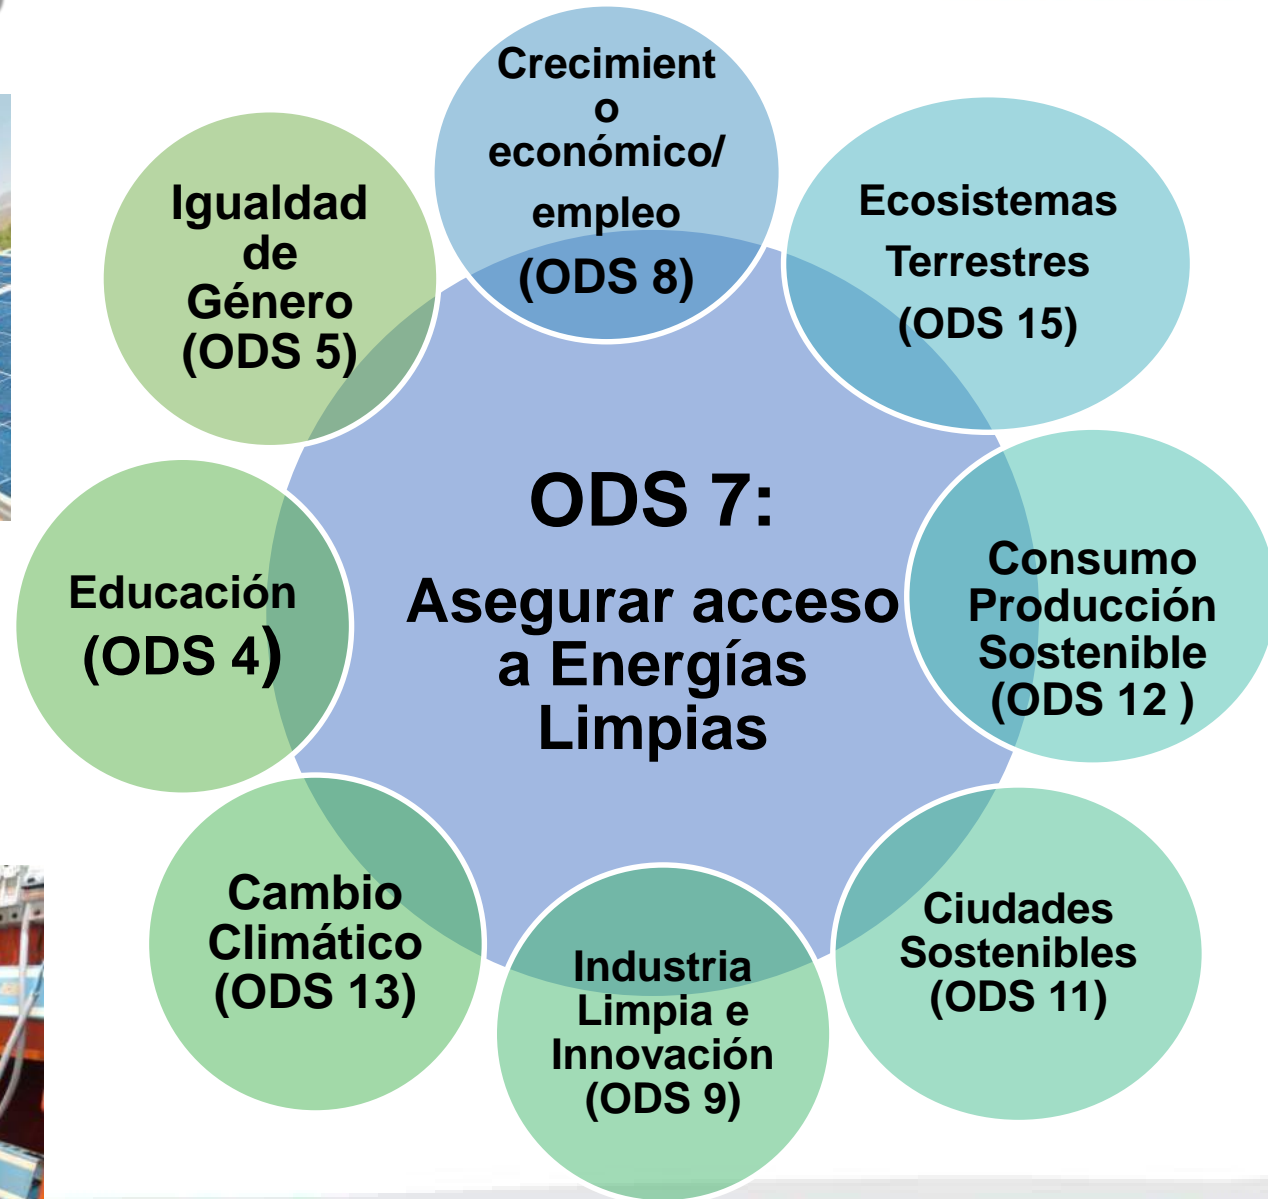 Crecimient
o
económico/
empleo
(ODS 8)
Ecosistemas
Terrestres
(ODS 15)
Consumo
Producción
Sostenible
(ODS 12 )
Ciudades
Sostenibles
(ODS 11)
Industria
Limpia e
Innovación
(ODS 9)
Cambio
Climático
(ODS 13)
Educación
(ODS 4)
Igualdad
de
Género
(ODS 5)
ODS 7:
Asegurar acceso
a Energías
Limpias